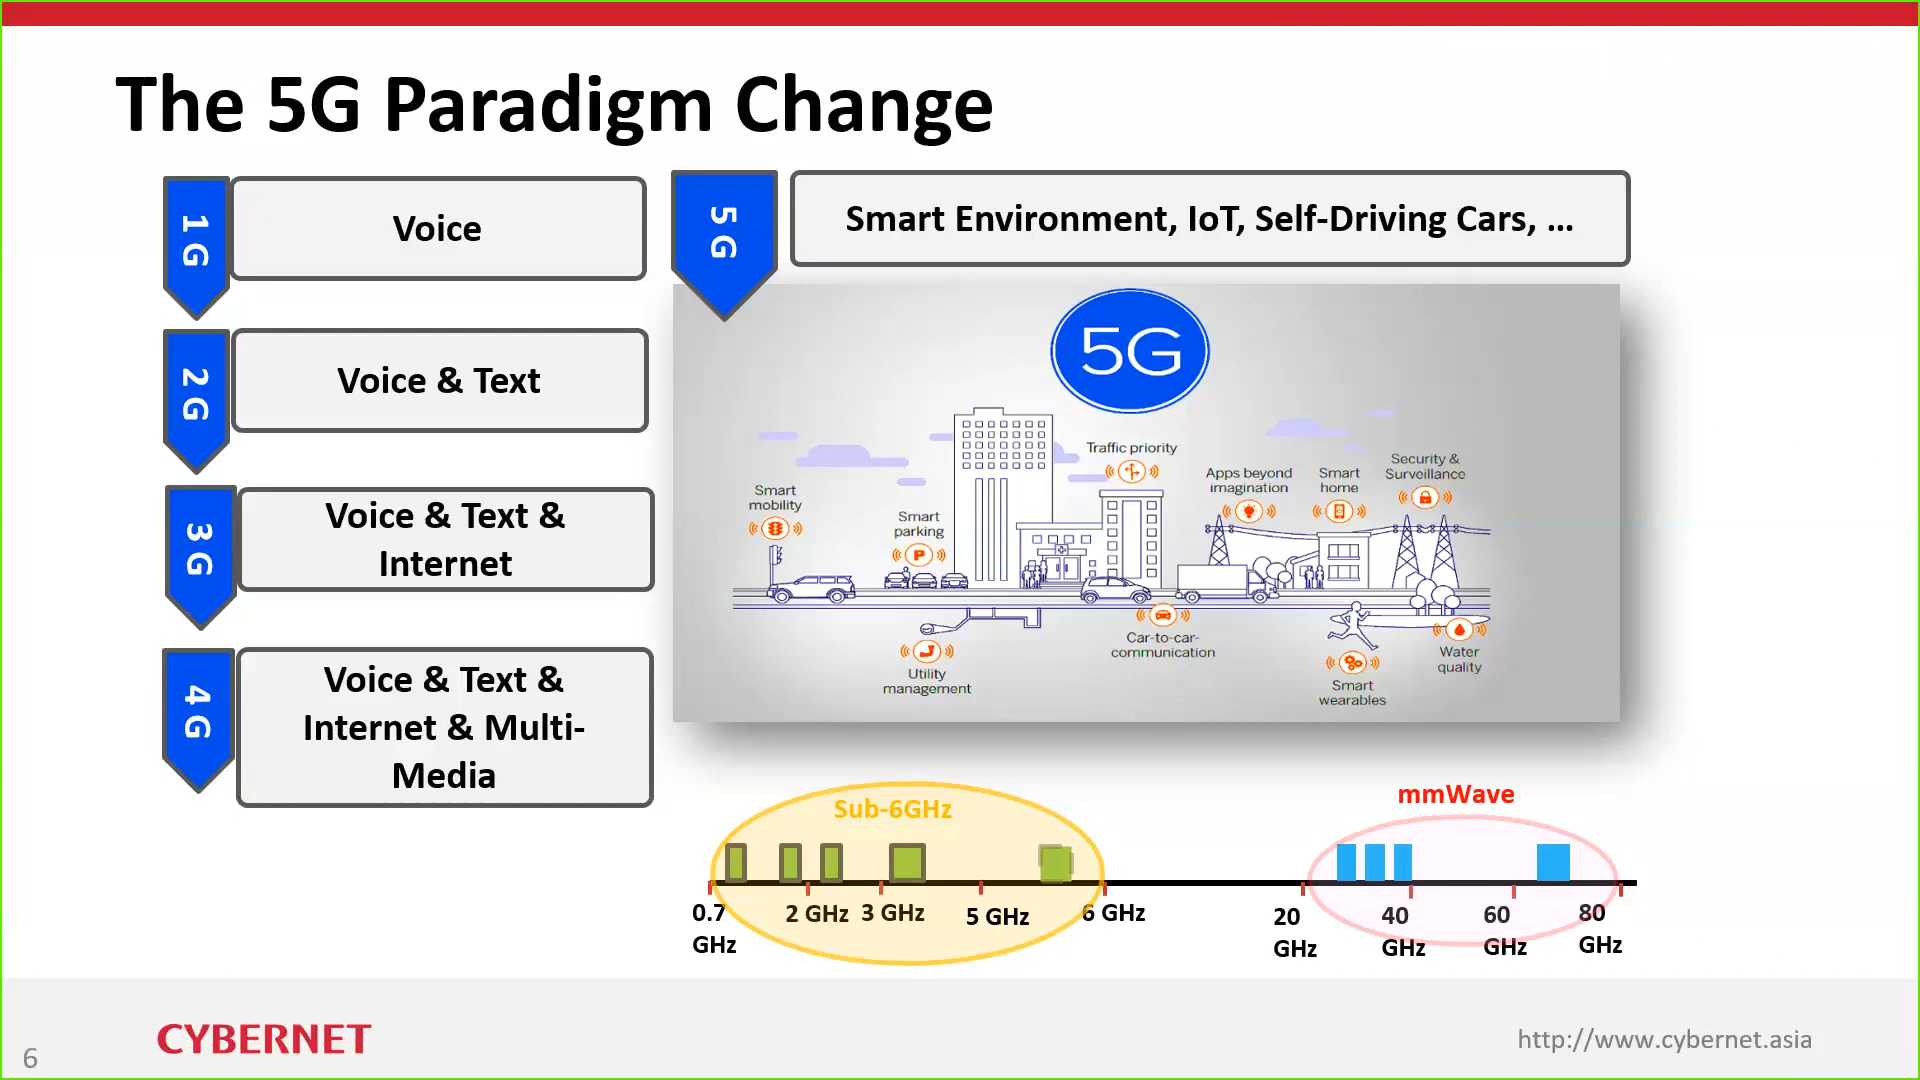 The 5G Paradigm Change
1G
Voice
2G
Voice & Text
3G
Voice & Text &
Internet
4G
Voice & Text &
Internet & Multi-
Media
5G
Smart Environment, IoT, Self-Driving Cars, ...
5G
Traffic priority
Smart
mobility
Smart
parking
Apps beyond
imagination
Smart
home
Security &
Surveillance
P
Utility
management
Car-to-car-
communication
Smart
wearables
Water
quality
Sub-6GHz
mmWave
0.7
GHz
2 GHz
3 GHz
5 GHz
6 GHz
20
GHz
40
GHz
60
GHz
80
GHz
6
CYBERNET
http://www.cybernet.asia